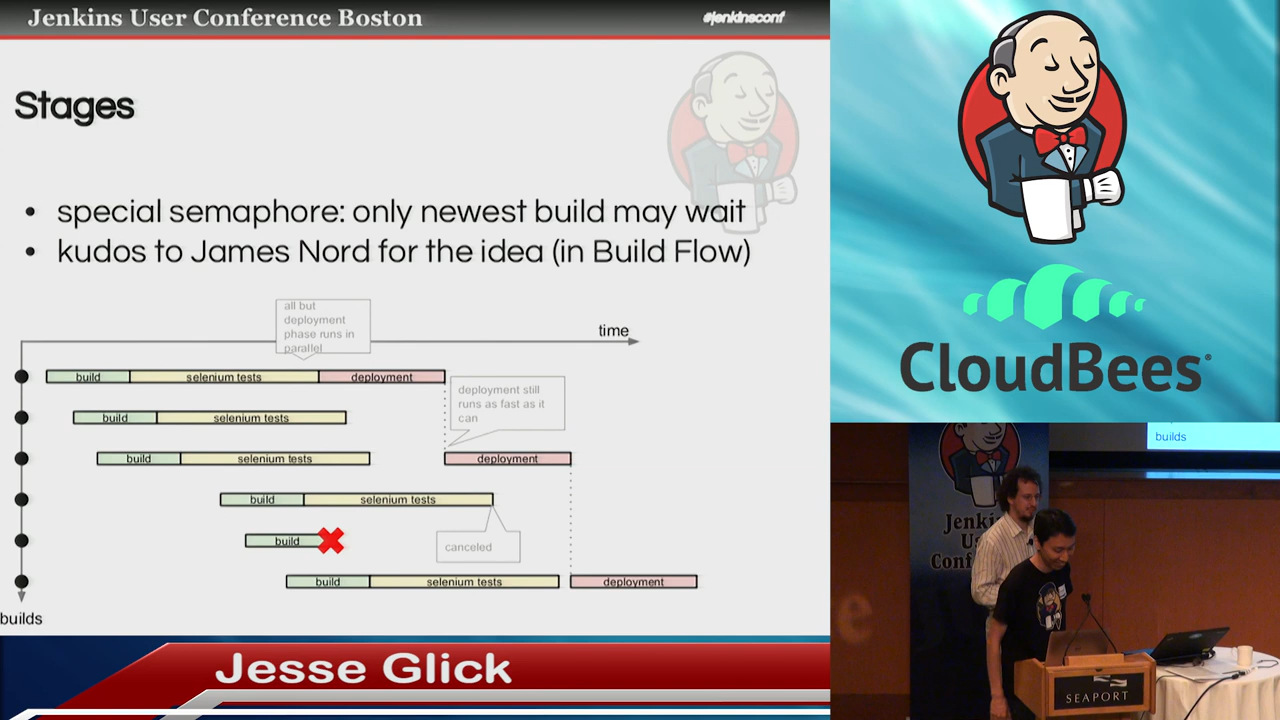 Jenkins User Conference Boston
#jenkinsconf
Stages
• special semaphore: only newest build may wait
• kudos to James Nord for the idea (in Build Flow)
all but
deployment
phase runs in
parallel
time
build selenium tests deployment
deployment still
runs as fast as it
can
build selenium tests
build selenium tests deployment
build selenium tests
build
canceled
build selenium tests deployment
builds
Jesse Glick
CloudBees
builds
Jenkins
User
Conference
SEAPORT